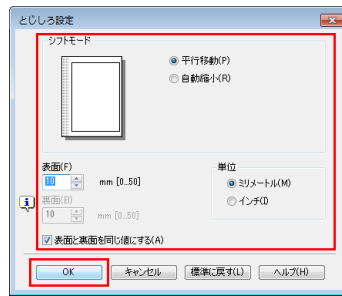 とじしろ設定
シフトモード
平行移動(P)
自動縮小(R)
表面(F)
10 mm [0..50]
裏面(B)
10 mm [0..50]
単位
ミリメートル(M)
インチ(I)
表面と裏面を同じ値にする(A)
OK キャンセル 標準に戻す(L) ヘルプ(H)